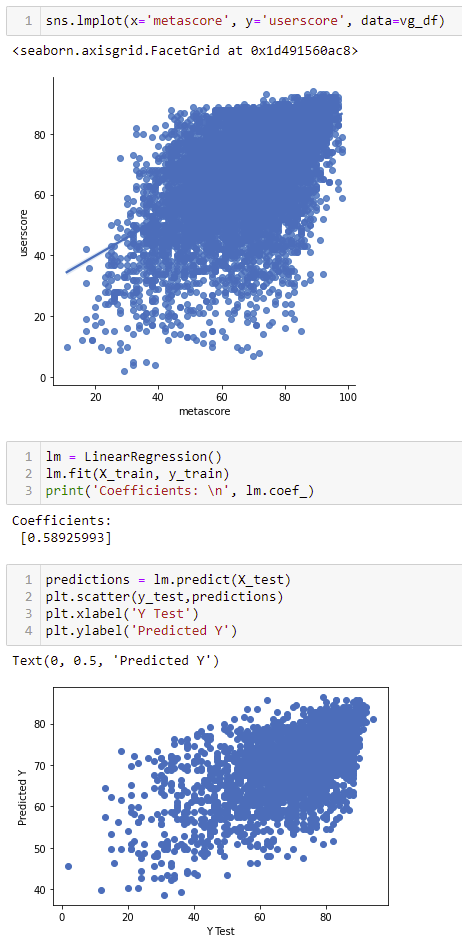 1 sns.lmplot(x='metascore', y='userscore', data=vg_df)
<seaborn.axisgrid.FacetGrid at 0x1d491560ac8>
80
60
40
20
0
userscore
20 40 60 80 100
metascore
1 lm = LinearRegression()
2 lm.fit(X_train, y_train)
3 print('Coefficients: \n', lm.coef_)
Coefficients:
[0.58925993]
1 predictions = lm.predict(X_test)
2 plt.scatter(y_test,predictions)
3 plt.xlabel('Y Test')
4 plt.ylabel('Predicted Y')
Text(0, 0.5, 'Predicted Y')
80
70
60
50
40
Predicted Y
0 20 40 60 80
Y Test